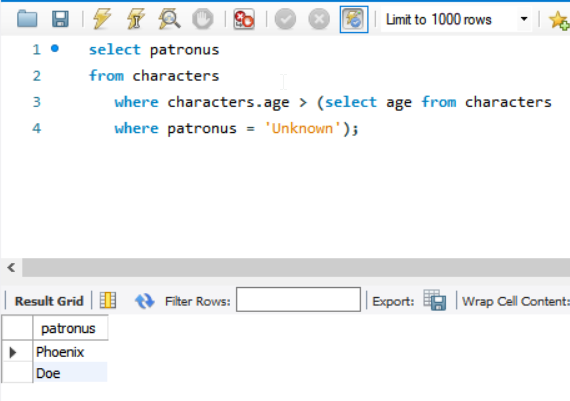 Limit to 1000 rows
1 select patronus
2 from characters
3 where characters.age > (select age from characters
4 where patronus = 'Unknown');
Result Grid Filter Rows: Export: Wrap Cell Content:
patronus
Phoenix
Doe